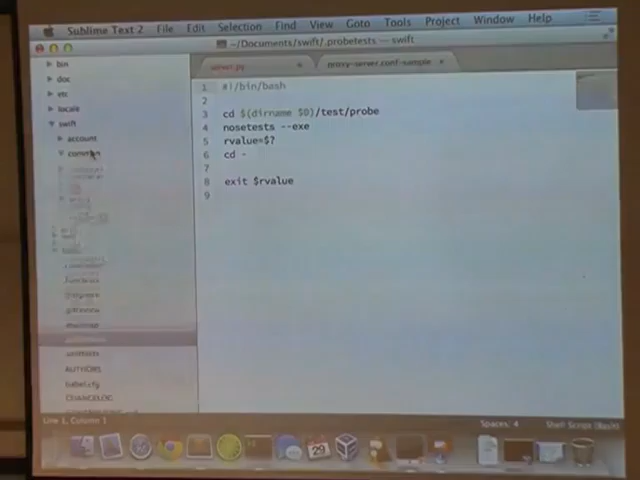 Sublime Text 2 File Edit Selection Find View Goto Tools Project Window Help
~/Documents/swift/.probetests — swift
server.py
proxy-server.conf-sample
bin
doc
etc
locale
swift
account
common
AUTHORS
babel.cfg
CHANGELOG
1 #!/bin/bash
2
3 cd $(dirname $0)/test/probe
4 nosetests --exe
5 rvalue=$?
6 cd -
7
8 exit $rvalue
9
Line 1, Column 1
Spaces: 4
Shell Script (Bash)
29